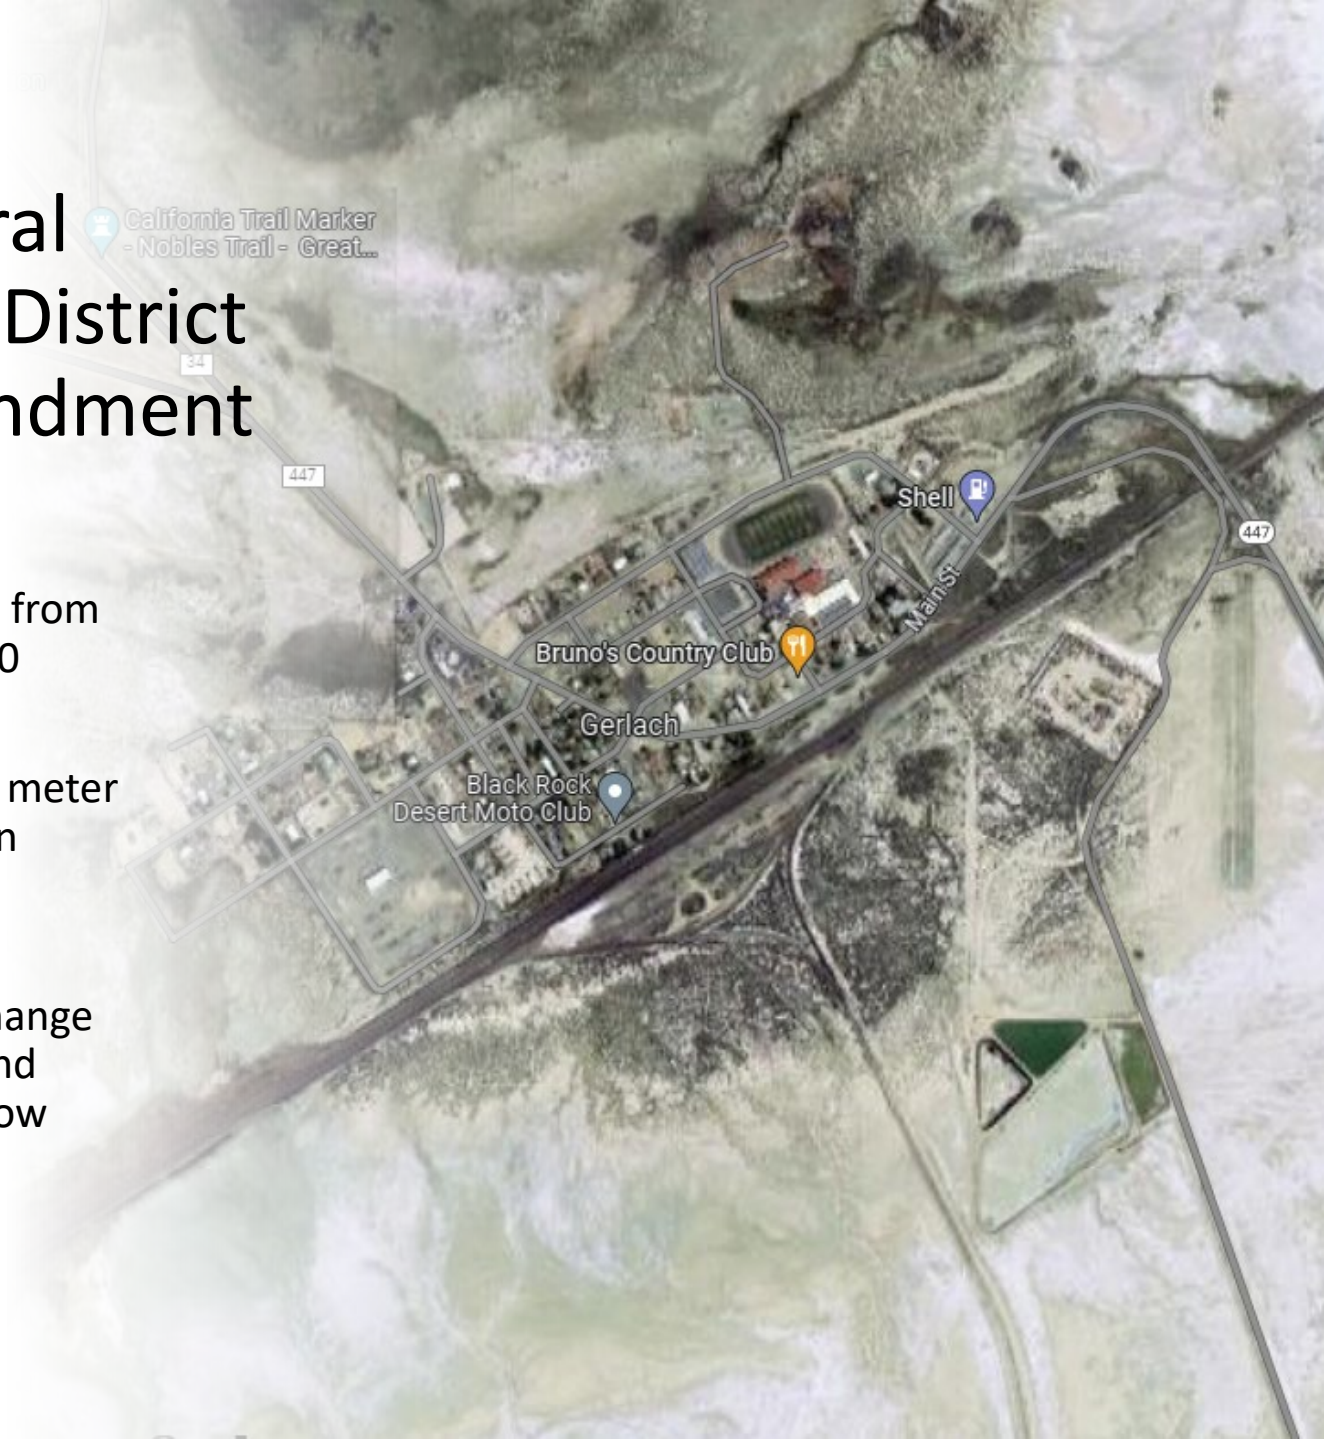 ral
District
ndment
from
0
meter
n
hange
nd
ow
California Trail Marker
- Nobles Trail - Great...
34
447
Shell
447
Main St
Bruno's Country Club
Gerlach
Black Rock
Desert Moto Club